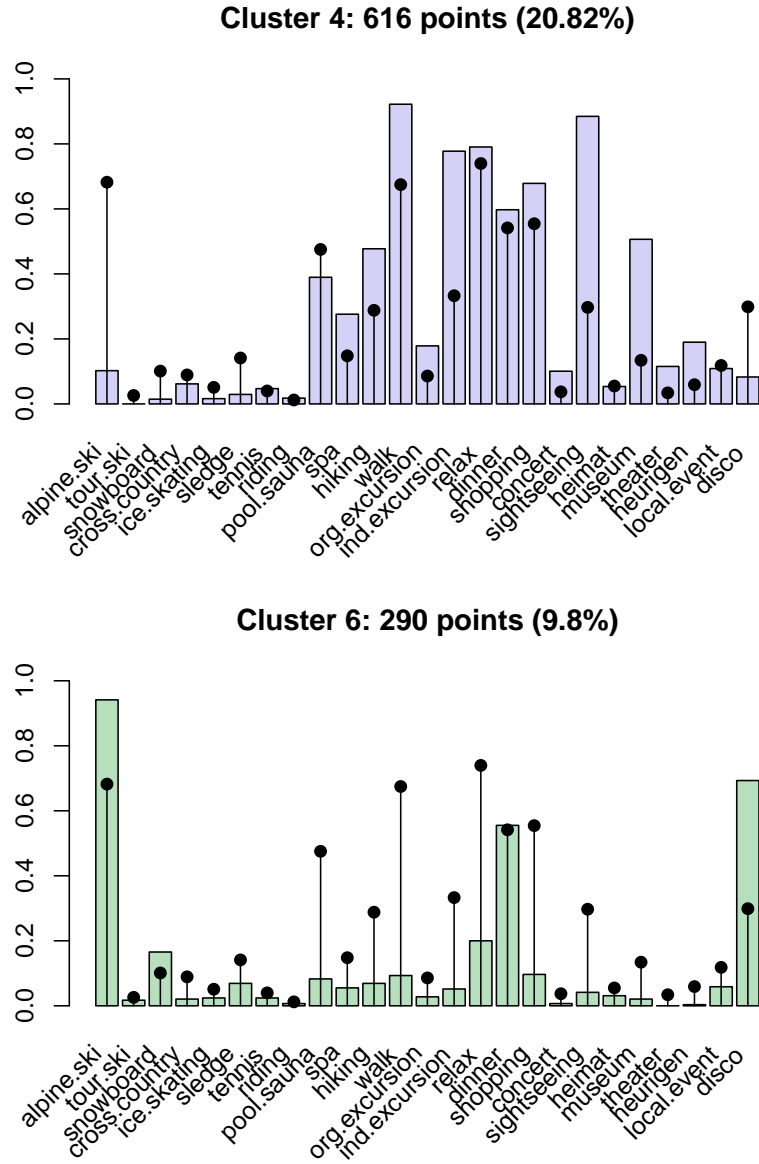 Cluster 4: 616 points (20.82%)
1.0
0.8
0.6
0.4
0.2
0.0
alpine.ski
tour.ski
snowboard
cross.country
ice.skating
sledge
tennis
riding
pool.sauna
spa
hiking
walk
org.excursion
ind.excursion
relax
dinner
shopping
concert
sightseeing
heimat
museum
theater
heurigen
local.event
disco
Cluster 6: 290 points (9.8%)
1.0
0.8
0.6
0.4
0.2
0.0
alpine.ski
tour.ski
snowboard
cross.country
ice.skating
sledge
tennis
riding
pool.sauna
spa
hiking
walk
org.excursion
ind.excursion
relax
dinner
shopping
concert
sightseeing
heimat
museum
theater
heurigen
local.event
disco